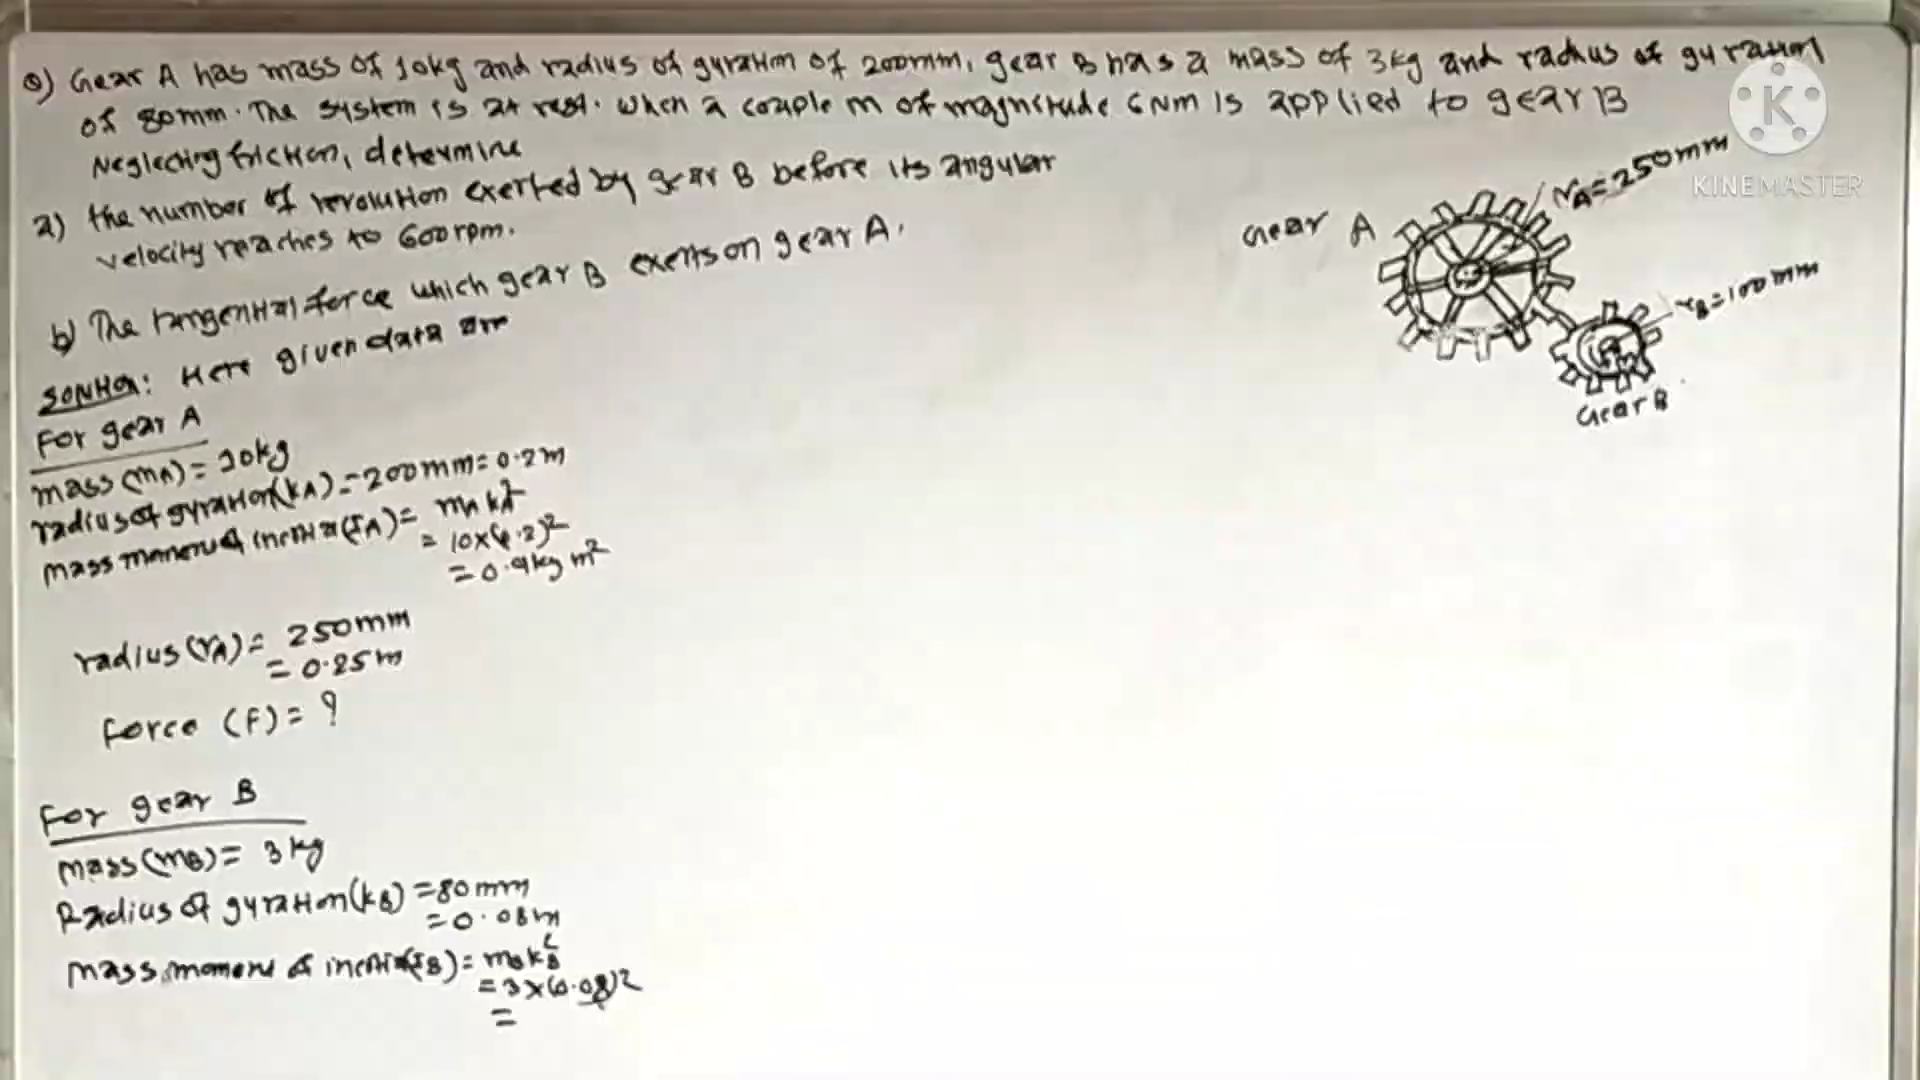 Q) Gear A has mass of 10kg and radius of gyration of 200mm, gear B has a mass of 3kg and radius of gyration
of 80mm. The system is at rest. when a couple M of magnitude 6Nm is applied to gear B
Neglecting friction, determine
a) the number of revolution exerted by gear B before its angular
velocity reaches to 600rpm.
b) The tangential force which gear B exerts on gear A.
Solution: Here given data are
For gear A
mass (mA) = 10kg
radius of gyration (kA) = 200mm = 0.2m
mass moment of inertia (IA) = mA kA²
= 10×(0.2)²
= 0.4kg m²
radius (rA) = 250mm
= 0.25m
Force (F) = ?
For gear B
mass (mB) = 3kg
Radius of gyration (kB) = 80mm
= 0.08m
mass moment of inertia (IB) = mB kB²
= 3×(0.08)²
=
Gear A
rA = 250mm
rB = 100mm
M
Gear B
K
KINEMASTER